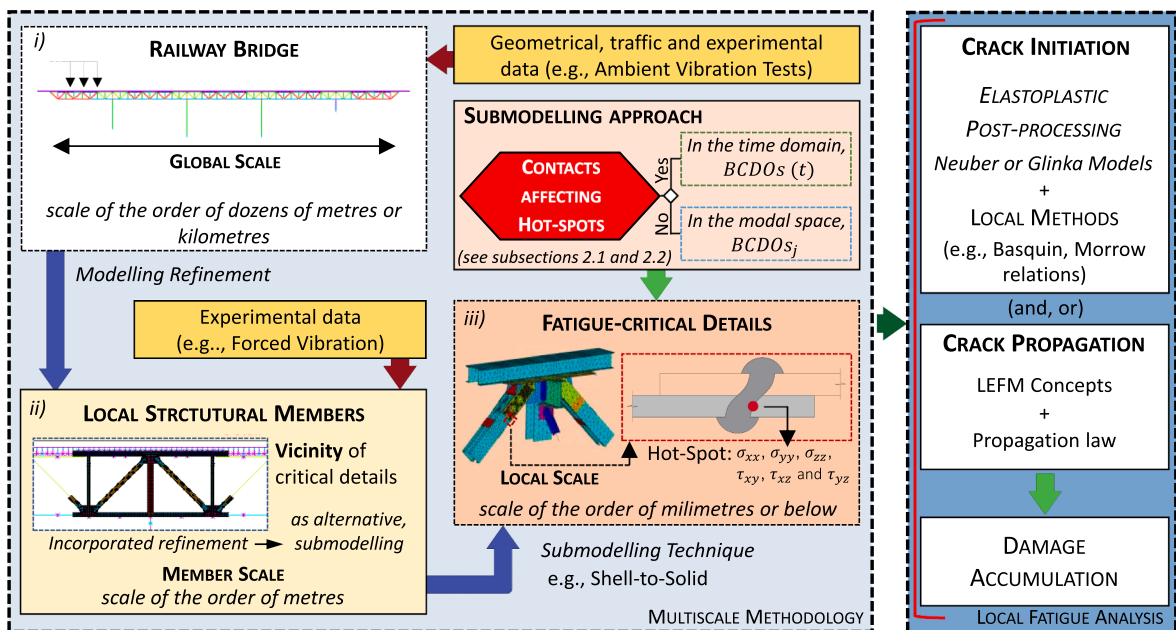 i)
RAILWAY BRIDGE
GLOBAL SCALE
scale of the order of dozens of metres or
kilometres
Geometrical, traffic and experimental
data (e.g., Ambient Vibration Tests)
SUBMODELLING APPROACH
CONTACTS
AFFECTING
HOT-SPOTS
Yes
No
In the time domain,
BCDOs (t)
In the modal space,
BCDOsⱼ
(see subsections 2.1 and 2.2)
Modelling Refinement
Experimental data
(e.g.., Forced Vibration)
ii)
LOCAL STRCTUTURAL MEMBERS
Vicinity of
critical details
as alternative,
submodelling
Incorporated refinement
MEMBER SCALE
scale of the order of metres
iii)
FATIGUE-CRITICAL DETAILS
Hot-Spot: σxx, σyy, σzz,
τxy, τxz and τyz
LOCAL SCALE
scale of the order of milimetres or below
Submodelling Technique
e.g., Shell-to-Solid
MULTISCALE METHODOLOGY
CRACK INITIATION
ELASTOPLASTIC
POST-PROCESSING
Neuber or Glinka Models
+
LOCAL METHODS
(e.g., Basquin, Morrow
relations)
(and, or)
CRACK PROPAGATION
LEFM Concepts
+
Propagation law
DAMAGE
ACCUMULATION
LOCAL FATIGUE ANALYSIS